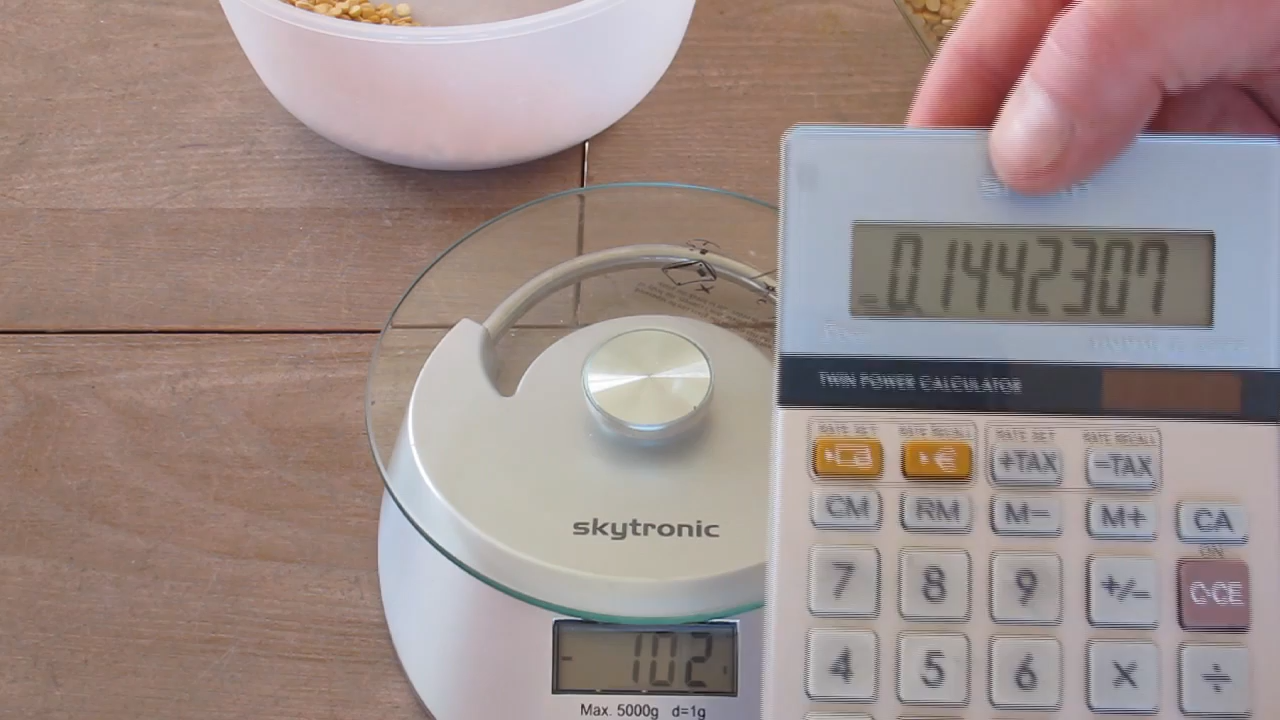 0.1442307
TWIN POWER CALCULATOR
RATE SET RATE RECALL RATE SET RATE RECALL
+TAX -TAX
CM RM M- M+ CA
ON
7 8 9 +/- C·CE
4 5 6 X ÷
skytronic
- 102
Max. 5000g d=1g